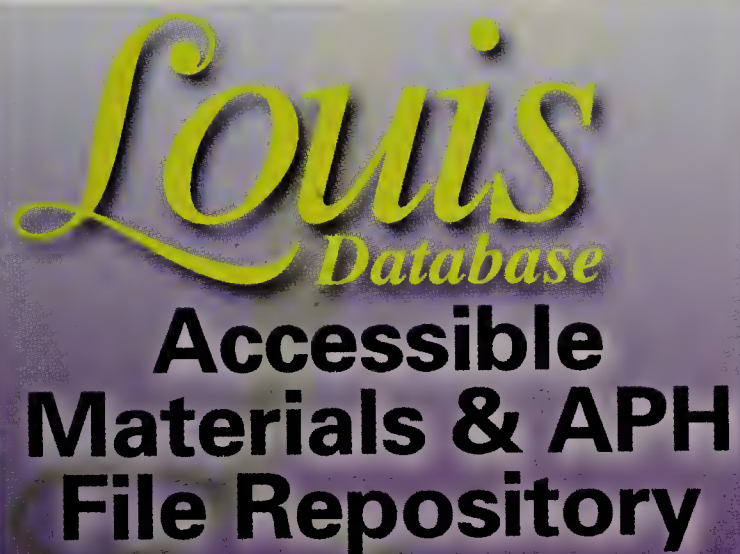 Louis
Database
Accessible
Materials & APH
File Repository